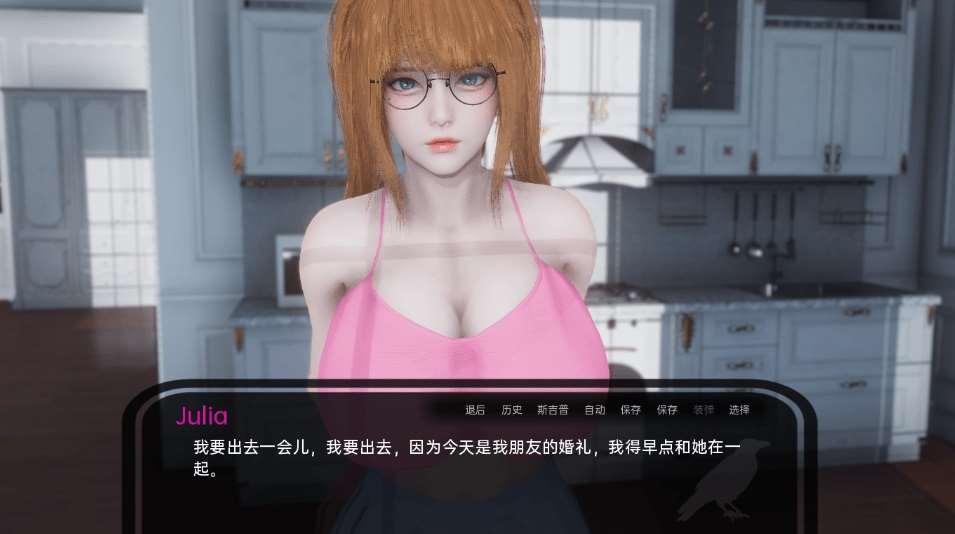 Julia
退后 历史 斯吉普 自动 保存 保存 装弹 选择
我要出去一会儿，我要出去，因为今天是我朋友的婚礼，我得早点和她在一
起。